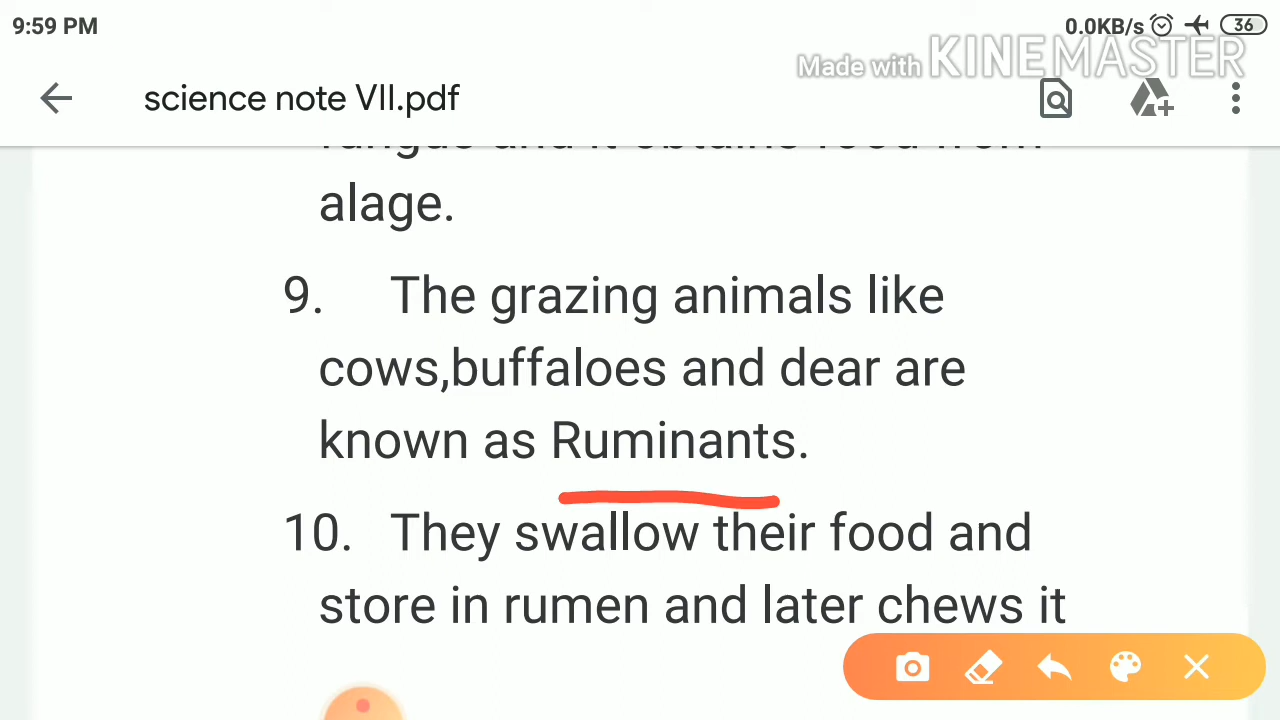 9:59 PM
0.0KB/s 36
Made with KINEMASTER
science note VII.pdf
alage.
9. The grazing animals like
cows,buffaloes and dear are
known as Ruminants.
10. They swallow their food and
store in rumen and later chews it